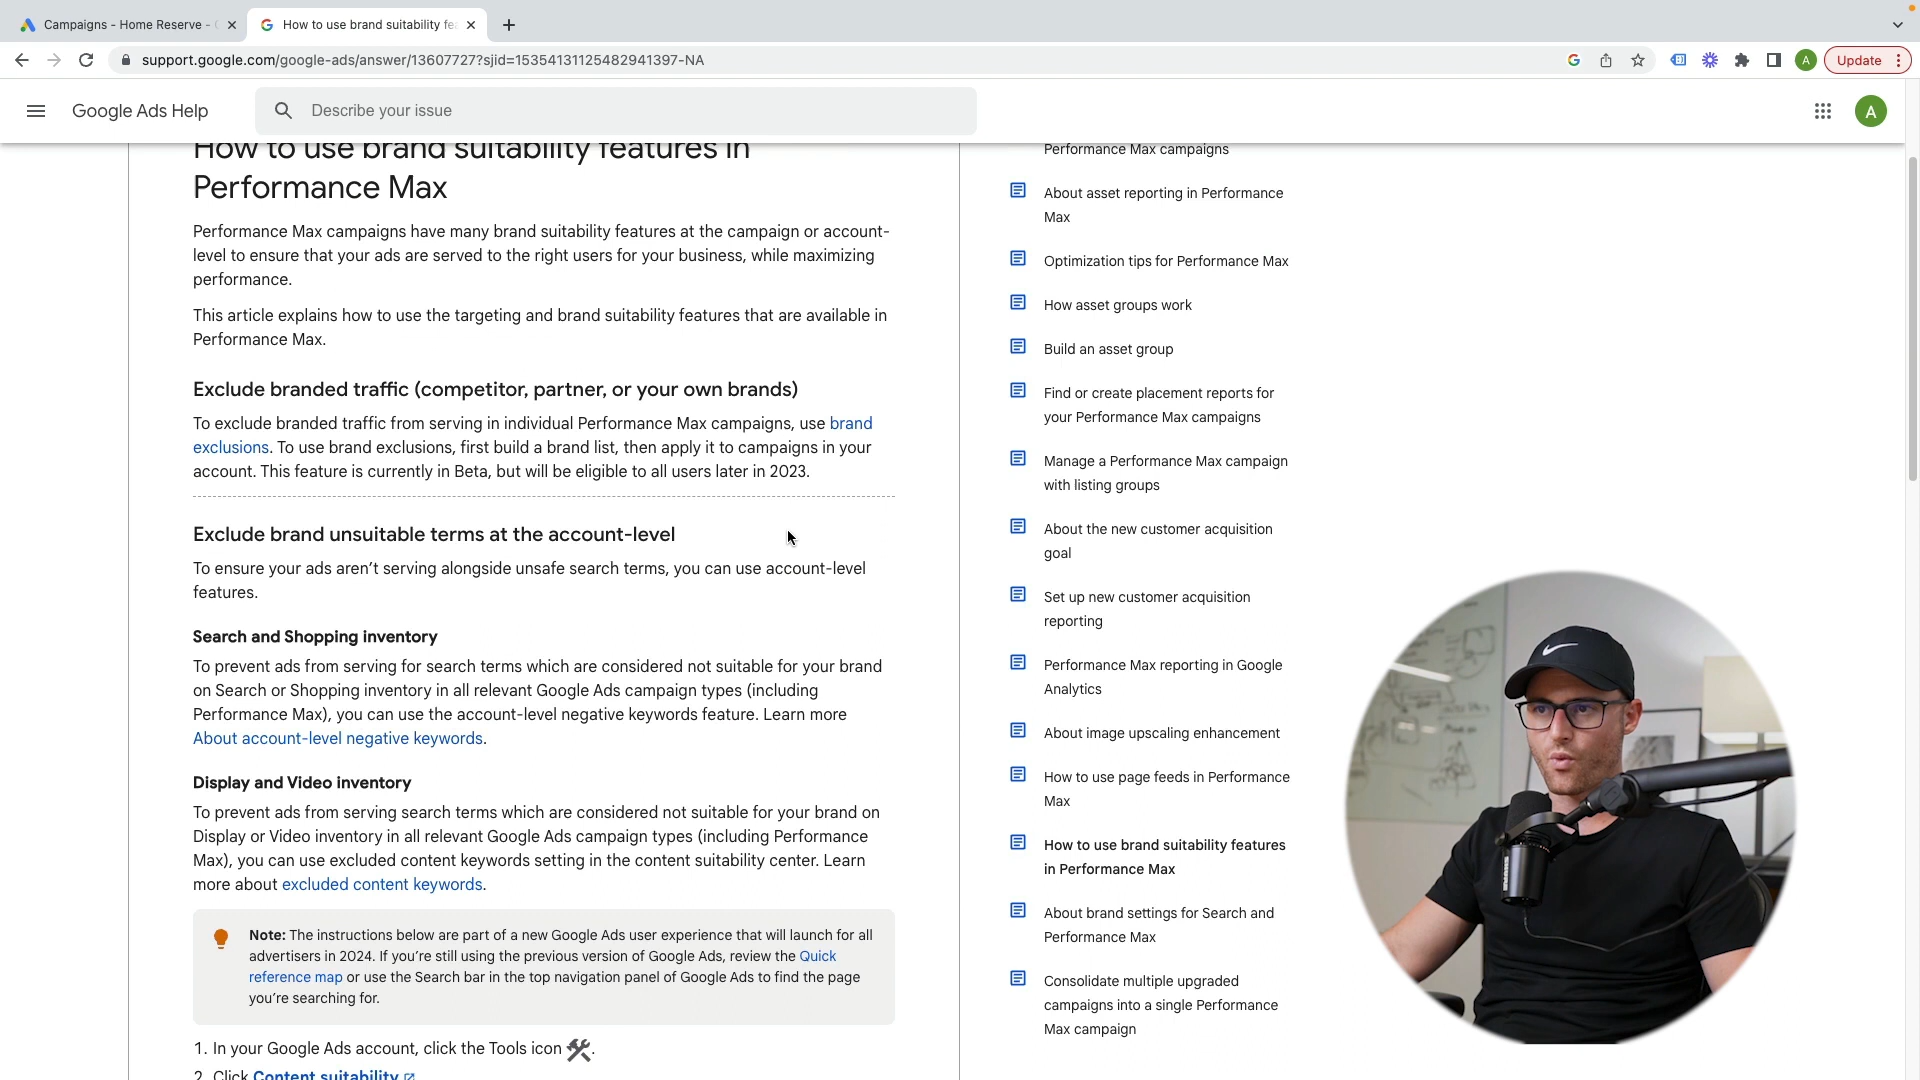 Campaigns - Home Reserve -
How to use brand suitability fea
support.google.com/google-ads/answer/13607727?sjid=15354131125482941397-NA
A
Update
Google Ads Help
Describe your issue
A
How to use brand suitability features in
Performance Max
Performance Max campaigns have many brand suitability features at the campaign or account-
level to ensure that your ads are served to the right users for your business, while maximizing
performance.
This article explains how to use the targeting and brand suitability features that are available in
Performance Max.
Exclude branded traffic (competitor, partner, or your own brands)
To exclude branded traffic from serving in individual Performance Max campaigns, use brand
exclusions. To use brand exclusions, first build a brand list, then apply it to campaigns in your
account. This feature is currently in Beta, but will be eligible to all users later in 2023.
Exclude brand unsuitable terms at the account-level
To ensure your ads aren’t serving alongside unsafe search terms, you can use account-level
features.
Search and Shopping inventory
To prevent ads from serving for search terms which are considered not suitable for your brand
on Search or Shopping inventory in all relevant Google Ads campaign types (including
Performance Max), you can use the account-level negative keywords feature. Learn more
About account-level negative keywords.
Display and Video inventory
To prevent ads from serving search terms which are considered not suitable for your brand on
Display or Video inventory in all relevant Google Ads campaign types (including Performance
Max), you can use excluded content keywords setting in the content suitability center. Learn
more about excluded content keywords.
Note: The instructions below are part of a new Google Ads user experience that will launch for all
advertisers in 2024. If you’re still using the previous version of Google Ads, review the Quick
reference map or use the Search bar in the top navigation panel of Google Ads to find the page
you’re searching for.
1. In your Google Ads account, click the Tools icon .
2. Click Content suitability
Performance Max campaigns
About asset reporting in Performance
Max
Optimization tips for Performance Max
How asset groups work
Build an asset group
Find or create placement reports for
your Performance Max campaigns
Manage a Performance Max campaign
with listing groups
About the new customer acquisition
goal
Set up new customer acquisition
reporting
Performance Max reporting in Google
Analytics
About image upscaling enhancement
How to use page feeds in Performance
Max
How to use brand suitability features
in Performance Max
About brand settings for Search and
Performance Max
Consolidate multiple upgraded
campaigns into a single Performance
Max campaign